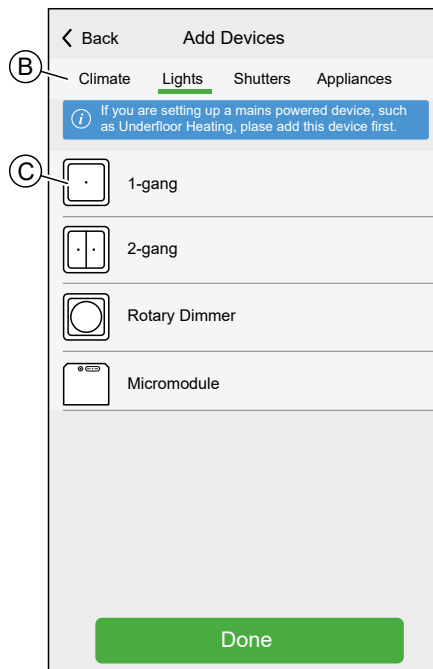 Back Add Devices
B
Climate Lights Shutters Appliances
If you are setting up a mains powered device, such
as Underfloor Heating, plase add this device first.
C
1-gang
2-gang
Rotary Dimmer
Micromodule
Done